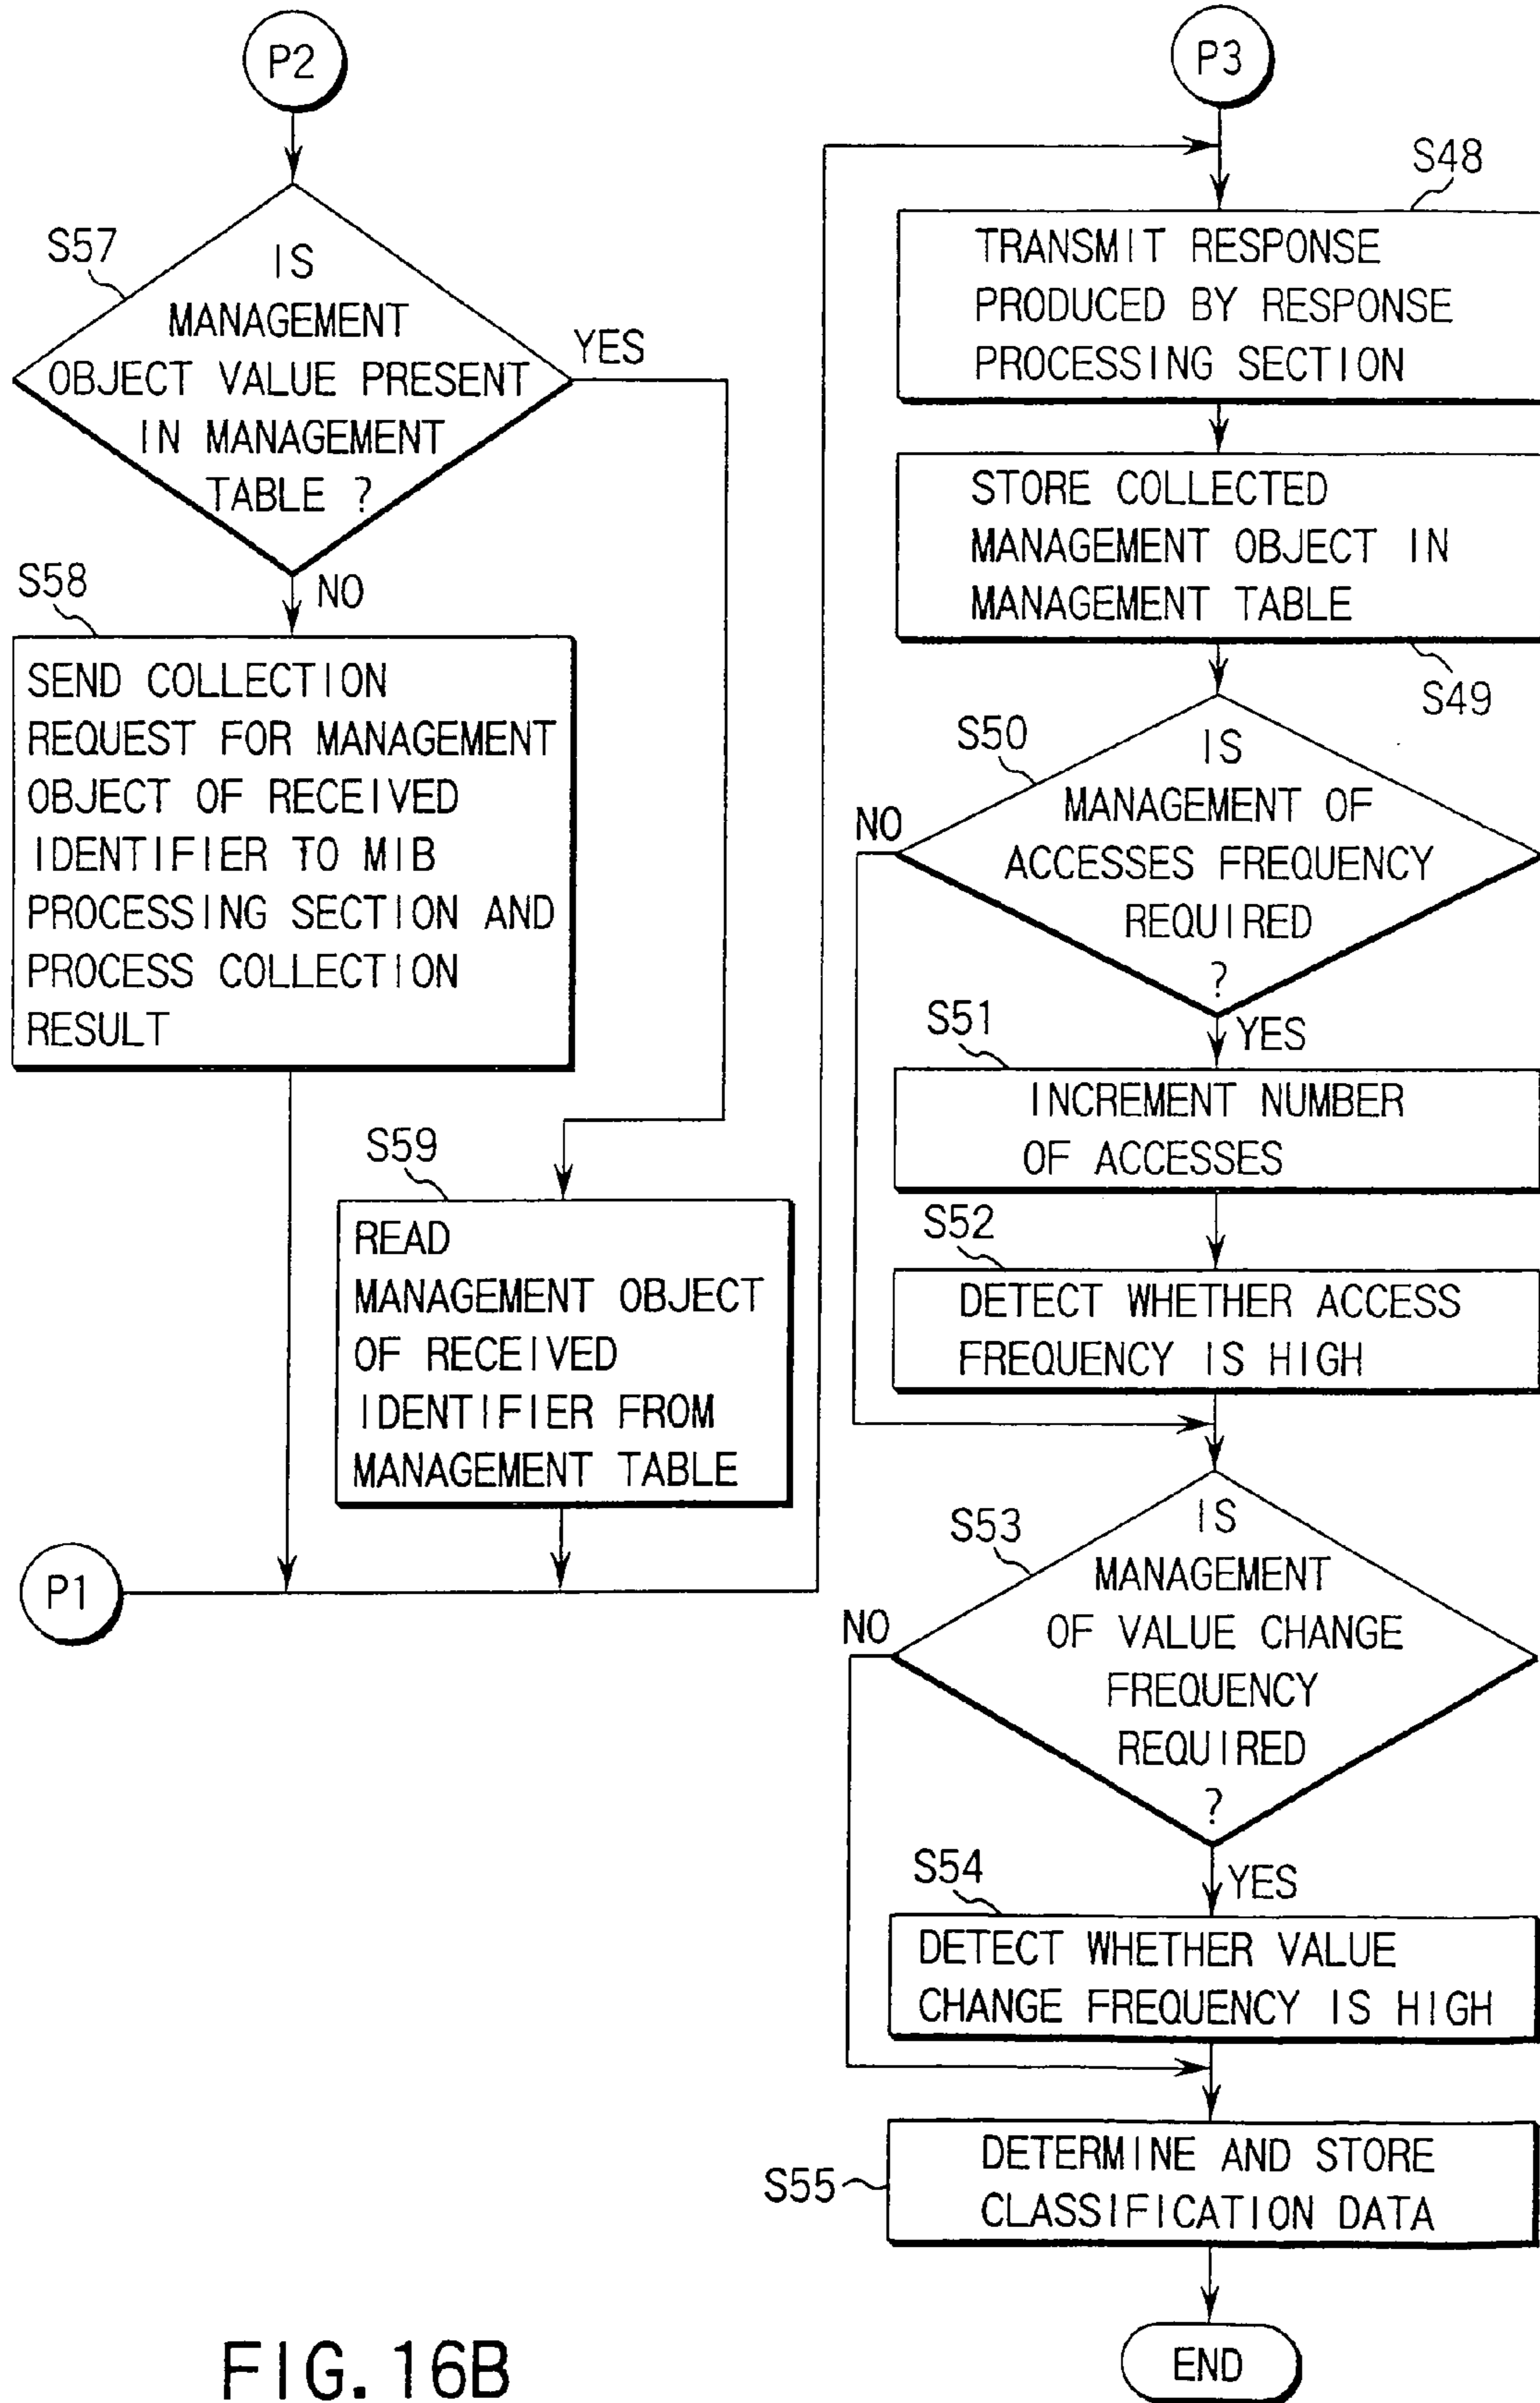 P2
S57
IS
MANAGEMENT
OBJECT VALUE PRESENT
IN MANAGEMENT
TABLE ?
YES
NO
S58
SEND COLLECTION
REQUEST FOR MANAGEMENT
OBJECT OF RECEIVED
IDENTIFIER TO MIB
PROCESSING SECTION AND
PROCESS COLLECTION
RESULT
S59
READ
MANAGEMENT OBJECT
OF RECEIVED
IDENTIFIER FROM
MANAGEMENT TABLE
P1
P3
S48
TRANSMIT RESPONSE
PRODUCED BY RESPONSE
PROCESSING SECTION
STORE COLLECTED
MANAGEMENT OBJECT IN
MANAGEMENT TABLE
S49
S50
IS
MANAGEMENT OF
ACCESSES FREQUENCY
REQUIRED
?
NO
YES
S51
INCREMENT NUMBER
OF ACCESSES
S52
DETECT WHETHER ACCESS
FREQUENCY IS HIGH
S53
IS
MANAGEMENT
OF VALUE CHANGE
FREQUENCY
REQUIRED
?
NO
YES
S54
DETECT WHETHER VALUE
CHANGE FREQUENCY IS HIGH
S55
DETERMINE AND STORE
CLASSIFICATION DATA
END
FIG. 16B